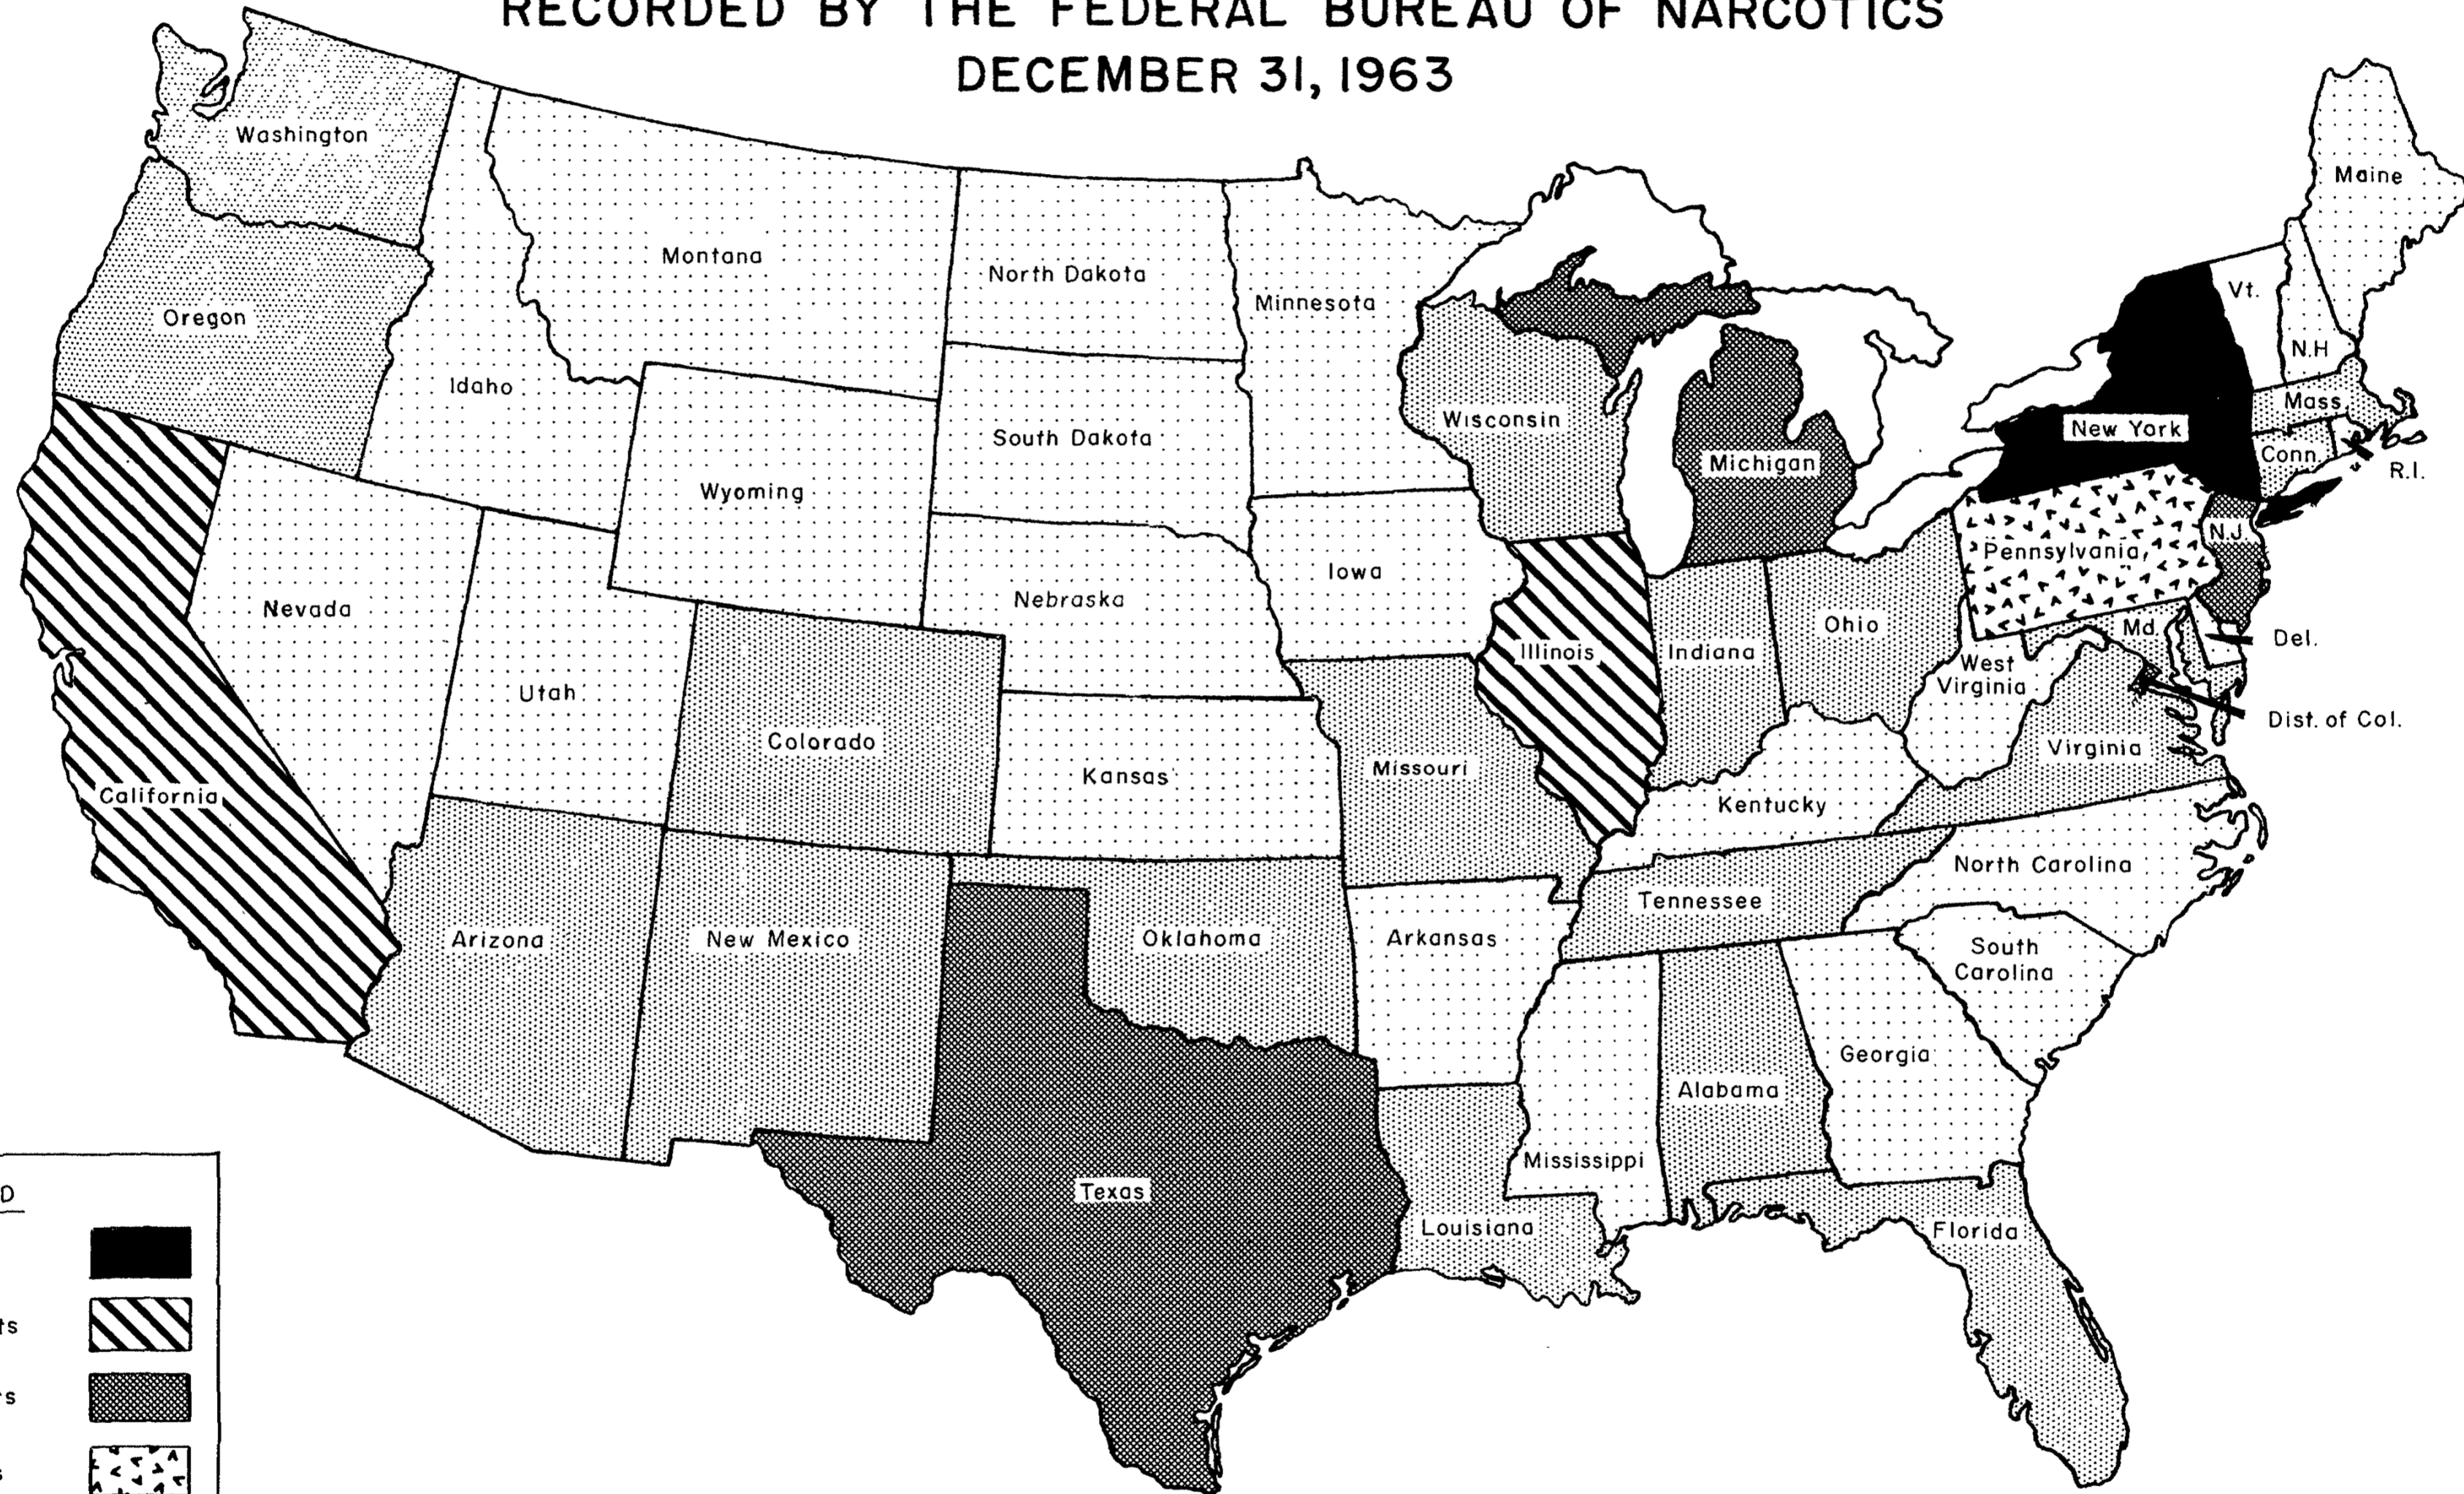 RECORDED BY THE FEDERAL BUREAU OF NARCOTICS
DECEMBER 31, 1963
Washington
Maine
Montana
North Dakota
Vt.
Minnesota
Oregon
N.H
Idaho
Mass.
Wisconsin
New York
South Dakota
Conn.
Michigan
R.I.
Wyoming
N.J.
Pennsylvania
Iowa
Nebraska
Nevada
Ohio
Md.
Del.
Illinois
Indiana
West
Virginia
Utah
Dist. of Col.
Colorado
Virginia
Missouri
Kansas
California
Kentucky
North Carolina
Tennessee
Arizona
New Mexico
Oklahoma
Arkansas
South
Carolina
Georgia
Alabama
Mississippi
Texas
Louisiana
Florida